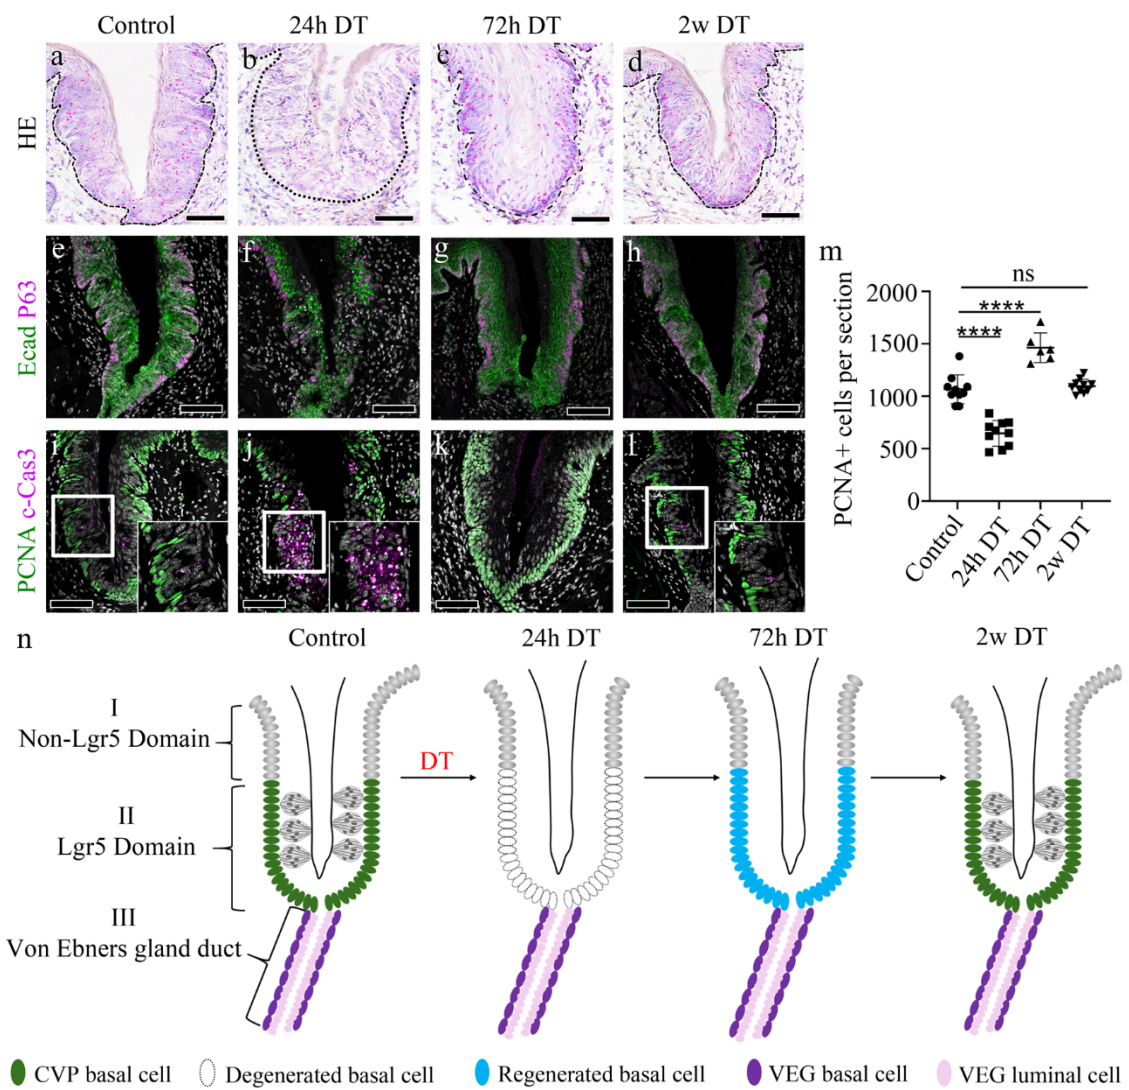 Control
24h DT
72h DT
2w DT
HE
a
b
c
d
Ecad P63
e
f
g
h
PCNA c-Cas3
i
j
k
l
m
PCNA+ cells per section
2000
1500
1000
500
0
ns
****
****
Control
24h DT
72h DT
2w DT
n
Control
24h DT
72h DT
2w DT
I
Non-Lgr5 Domain
II
Lgr5 Domain
III
Von Ebners gland duct
DT
CVP basal cell
Degenerated basal cell
Regenerated basal cell
VEG basal cell
VEG luminal cell